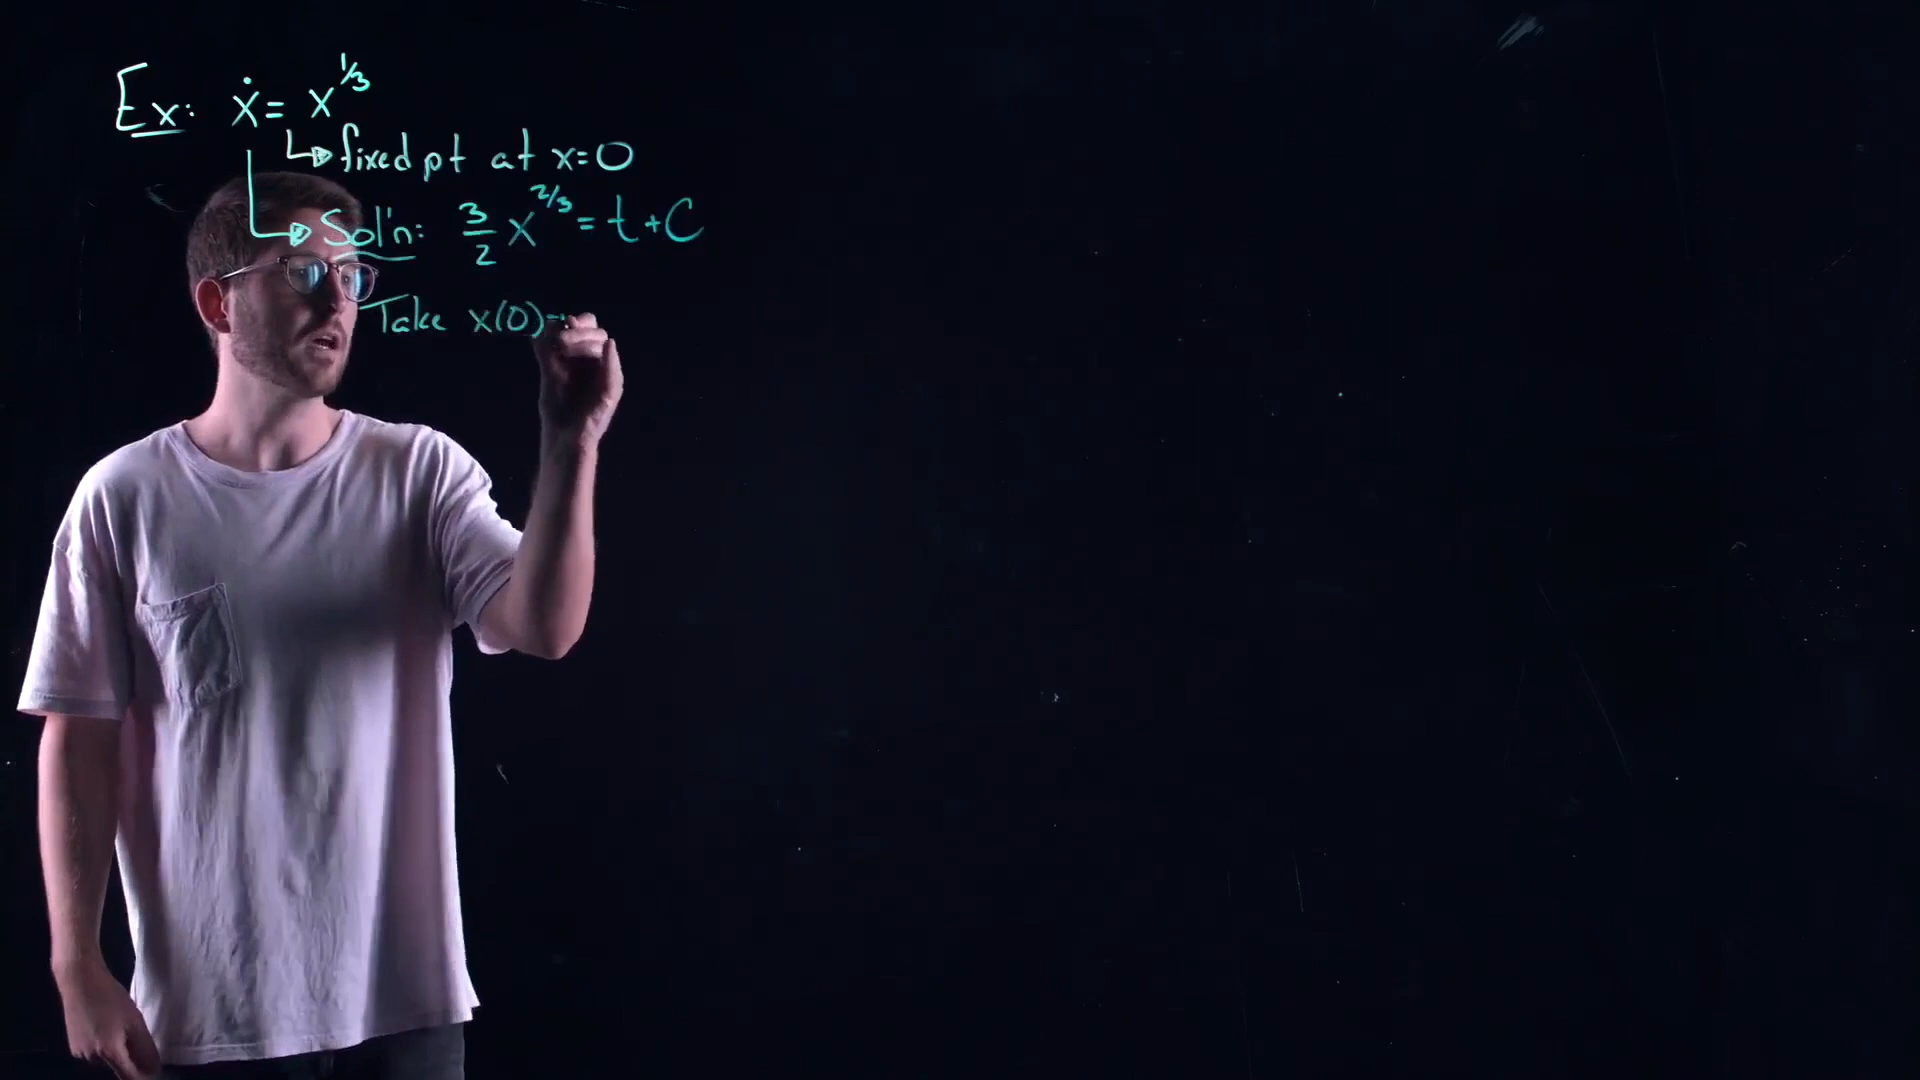 Ex: ẋ = x^1/3
fixed pt at x=0
Sol'n: 3/2 x^2/3 = t + C
Take x(0)=